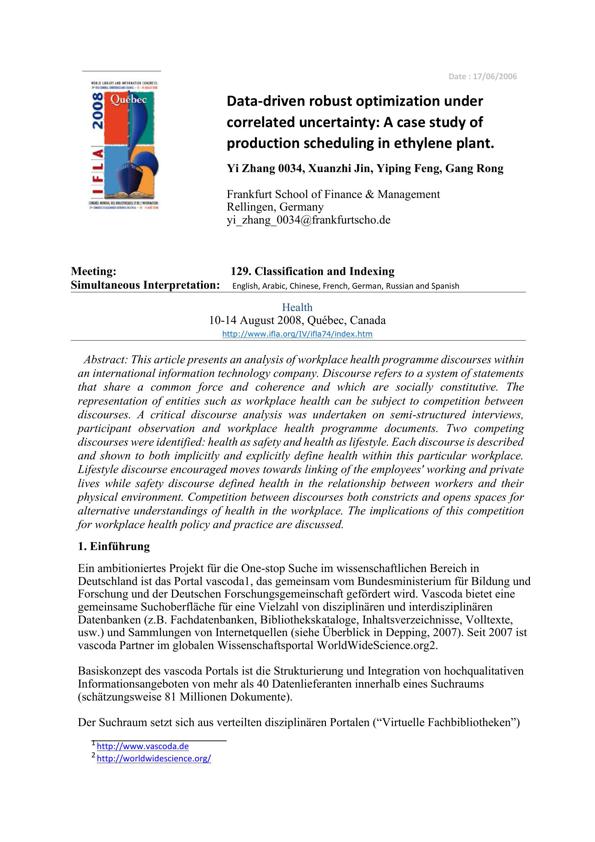 Date : 17/06/2006
WORLD LIBRARY AND INFORMATION CONGRESS:
Québec
IFLA 2008
Data-driven robust optimization under
correlated uncertainty: A case study of
production scheduling in ethylene plant.
Yi Zhang 0034, Xuanzhi Jin, Yiping Feng, Gang Rong
Frankfurt School of Finance & Management
Rellingen, Germany
yi_zhang_0034@frankfurtscho.de
Meeting: 129. Classification and Indexing
Simultaneous Interpretation: English, Arabic, Chinese, French, German, Russian and Spanish
Health
10-14 August 2008, Québec, Canada
http://www.ifla.org/IV/ifla74/index.htm
Abstract: This article presents an analysis of workplace health programme discourses within
an international information technology company. Discourse refers to a system of statements
that share a common force and coherence and which are socially constitutive. The
representation of entities such as workplace health can be subject to competition between
discourses. A critical discourse analysis was undertaken on semi-structured interviews,
participant observation and workplace health programme documents. Two competing
discourses were identified: health as safety and health as lifestyle. Each discourse is described
and shown to both implicitly and explicitly define health within this particular workplace.
Lifestyle discourse encouraged moves towards linking of the employees' working and private
lives while safety discourse defined health in the relationship between workers and their
physical environment. Competition between discourses both constricts and opens spaces for
alternative understandings of health in the workplace. The implications of this competition
for workplace health policy and practice are discussed.
1. Einführung
Ein ambitioniertes Projekt für die One-stop Suche im wissenschaftlichen Bereich in
Deutschland ist das Portal vascoda1, das gemeinsam vom Bundesministerium für Bildung und
Forschung und der Deutschen Forschungsgemeinschaft gefördert wird. Vascoda bietet eine
gemeinsame Suchoberfläche für eine Vielzahl von disziplinären und interdisziplinären
Datenbanken (z.B. Fachdatenbanken, Bibliothekskataloge, Inhaltsverzeichnisse, Volltexte,
usw.) und Sammlungen von Internetquellen (siehe Überblick in Depping, 2007). Seit 2007 ist
vascoda Partner im globalen Wissenschaftsportal WorldWideScience.org2.
Basiskonzept des vascoda Portals ist die Strukturierung und Integration von hochqualitativen
Informationsangeboten von mehr als 40 Datenlieferanten innerhalb eines Suchraums
(schätzungsweise 81 Millionen Dokumente).
Der Suchraum setzt sich aus verteilten disziplinären Portalen (“Virtuelle Fachbibliotheken”)
1 http://www.vascoda.de
2 http://worldwidescience.org/